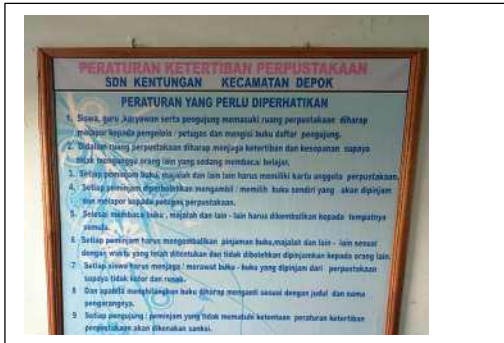 PERATURAN KETERTIBAN PERPUSTAKAAN
SDN KENTUNGAN KECAMATAN DEPOK
PERATURAN YANG PERLU DIPERHATIKAN
1. Siswa, guru ,karyawan serta pengujung memasuki ruang perpustakaan diharap
melapor kepada pengelola / petugas dan mengisi buku daftar pengujung.
2. Didalam ruang perpustakaan diharap menjaga ketertiban dan kesopanan supaya
tidak menganggu orang lain yang sedang membaca/ belajar.
3. Setiap peminjam buku, majalah dan lain lain harus memiliki kartu anggota perpustakaan.
4. Setiap peminjam diperbolehkan mengambil / memilih buku sendiri yang akan dipinjam
dan melapor kepada petugas perpustakaan.
5. Selesai membaca buku , majalah dan lain - lain harus dikembalikan kepada tempatnya
semula.
6 Setiap peminjam harus mengembalikan pinjaman buku,majalah dan lain - lain sesuai
dengan waktu yang telah ditentukan dan tidak dibolehkan dipinjamkan kepada orang lain.
7 Setiap siswa harus menjaga / merawat buku - buku yang dipinjam dari perpustakaan
supaya tidak kotor dan rusak.
8 Dan apabila menghilangkan buku diharap mengganti sesuai dengan judul dan nama
pengarangnya.
9 Setiap pengujung / peminjam yang tidak mematuhi ketentuan peraturan ketertiban
perpustakaan akan dikenakan sanksi.